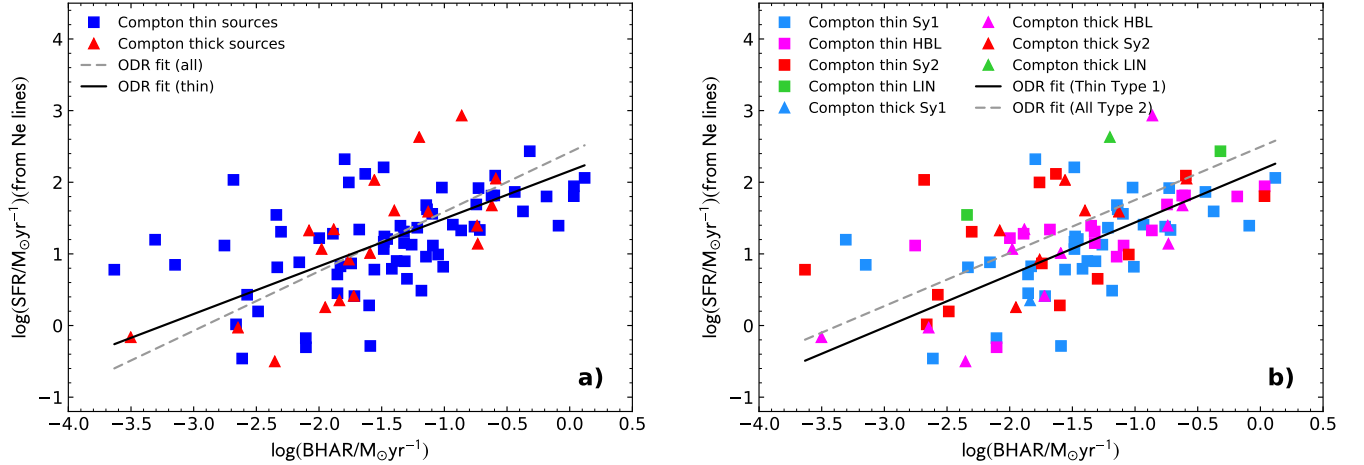 Compton thin sources
Compton thick sources
ODR fit (all)
ODR fit (thin)
4
3
2
1
0
−1
log(SFR/M⊙yr⁻¹)(from Ne lines)
−4.0 −3.5 −3.0 −2.5 −2.0 −1.5 −1.0 −0.5 0.0 0.5
log(BHAR/M⊙yr⁻¹)
a)
Compton thin Sy1
Compton thin HBL
Compton thin Sy2
Compton thin LIN
Compton thick Sy1
Compton thick HBL
Compton thick Sy2
Compton thick LIN
ODR fit (Thin Type 1)
ODR fit (All Type 2)
4
3
2
1
0
−1
log(SFR/M⊙yr⁻¹)(from Ne lines)
−4.0 −3.5 −3.0 −2.5 −2.0 −1.5 −1.0 −0.5 0.0 0.5
log(BHAR/M⊙yr⁻¹)
b)